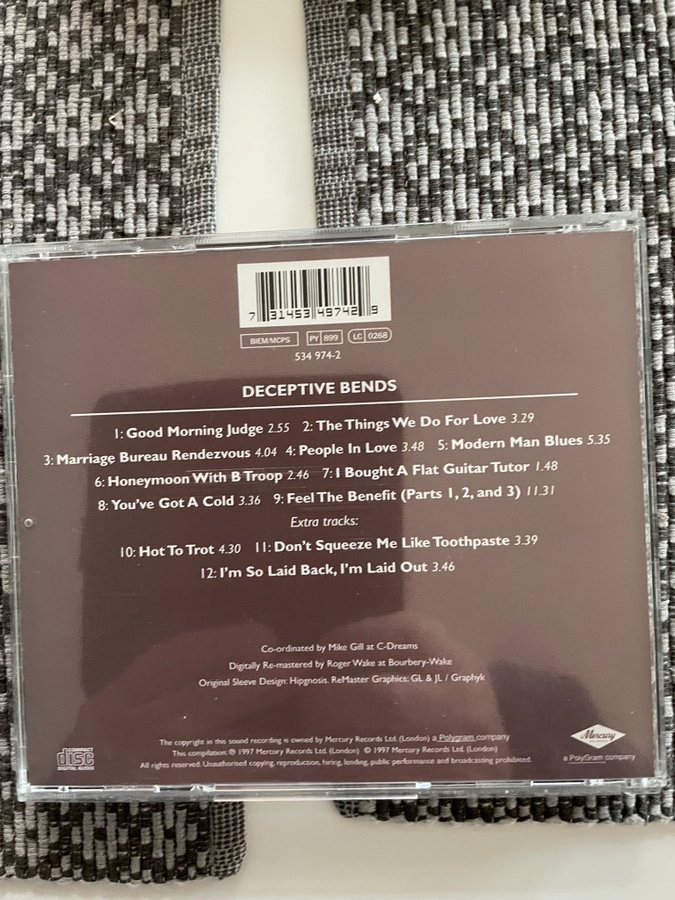 7 31453 49742 9
BIEM/MCPS PY 899 LC 0268
534 974-2
DECEPTIVE BENDS
1: Good Morning Judge 2.55 2: The Things We Do For Love 3.29
3: Marriage Bureau Rendezvous 4.04 4: People In Love 3.48 5: Modern Man Blues 5.35
6: Honeymoon With B Troop 2.46 7: I Bought A Flat Guitar Tutor 1.48
8: You've Got A Cold 3.36 9: Feel The Benefit (Parts 1, 2, and 3) 11.31
Extra tracks:
10: Hot To Trot 4.30 11: Don't Squeeze Me Like Toothpaste 3.39
12: I'm So Laid Back, I'm Laid Out 3.46
Co-ordinated by Mike Gill at C-Dreams
Digitally Re-mastered by Roger Wake at Bourbery-Wake
Original Sleeve Design: Hipgnosis. ReMaster Graphics: GL & JL / Graphyk
The copyright in this sound recording is owned by Mercury Records Ltd. (London) a Polygram company
This compilation: ℗ 1997 Mercury Records Ltd. (London) © 1997 Mercury Records Ltd. (London)
All rights reserved. Unauthorised copying, reproduction, hiring, lending, public performance and broadcasting prohibited.
COMPACT
disc
DIGITAL AUDIO
Mercury
a PolyGram company